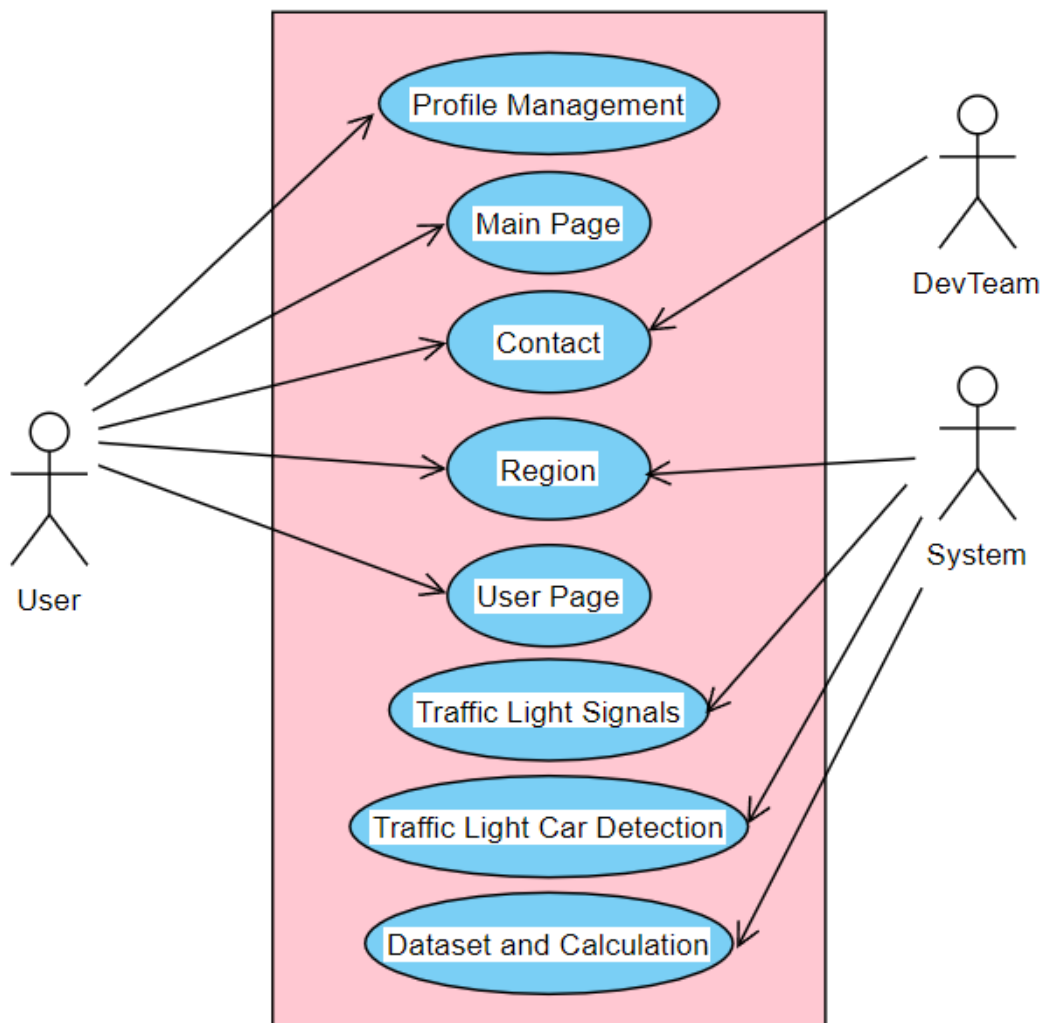 Profile Management
Main Page
Contact
Region
User Page
Traffic Light Signals
Traffic Light Car Detection
Dataset and Calculation
User
DevTeam
System